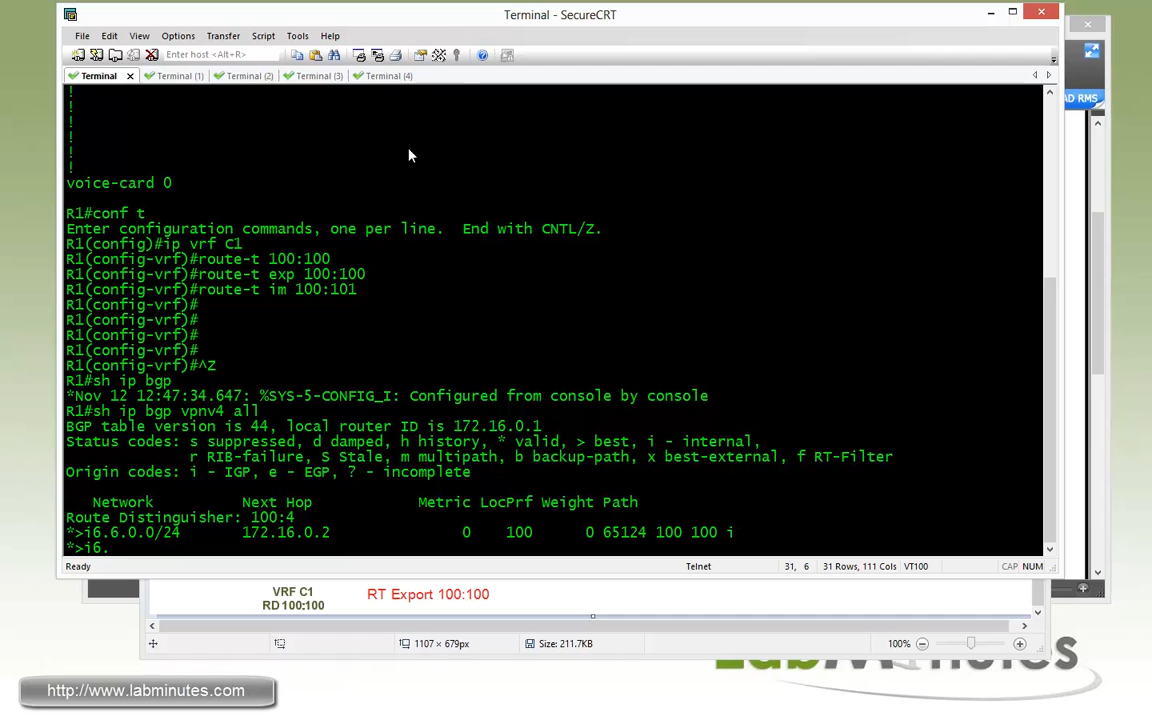 Terminal - SecureCRT
File Edit View Options Transfer Script Tools Help
Enter host <Alt+R>
Terminal Terminal (1) Terminal (2) Terminal (3) Terminal (4)
AD RMS
!
!
!
!
!
!
voice-card 0
R1#conf t
Enter configuration commands, one per line.  End with CNTL/Z.
R1(config)#ip vrf C1
R1(config-vrf)#route-t 100:100
R1(config-vrf)#route-t exp 100:100
R1(config-vrf)#route-t im 100:101
R1(config-vrf)#
R1(config-vrf)#
R1(config-vrf)#
R1(config-vrf)#
R1(config-vrf)#^Z
R1#sh ip bgp
*Nov 12 12:47:34.647: %SYS-5-CONFIG_I: Configured from console by console
R1#sh ip bgp vpnv4 all
BGP table version is 44, local router ID is 172.16.0.1
Status codes: s suppressed, d damped, h history, * valid, > best, i - internal,
r RIB-failure, S Stale, m multipath, b backup-path, x best-external, f RT-Filter
Origin codes: i - IGP, e - EGP, ? - incomplete
Network Next Hop Metric LocPrf Weight Path
Route Distinguisher: 100:4
*>i6.6.0.0/24 172.16.0.2 0 100 0 65124 100 100 i
*>i6.
Ready Telnet 31, 6 31 Rows, 111 Cols VT100 CAP NUM
VRF C1 RT Export 100:100
RD 100:100
1107 × 679px Size: 211.7KB 100%
http://www.labminutes.com